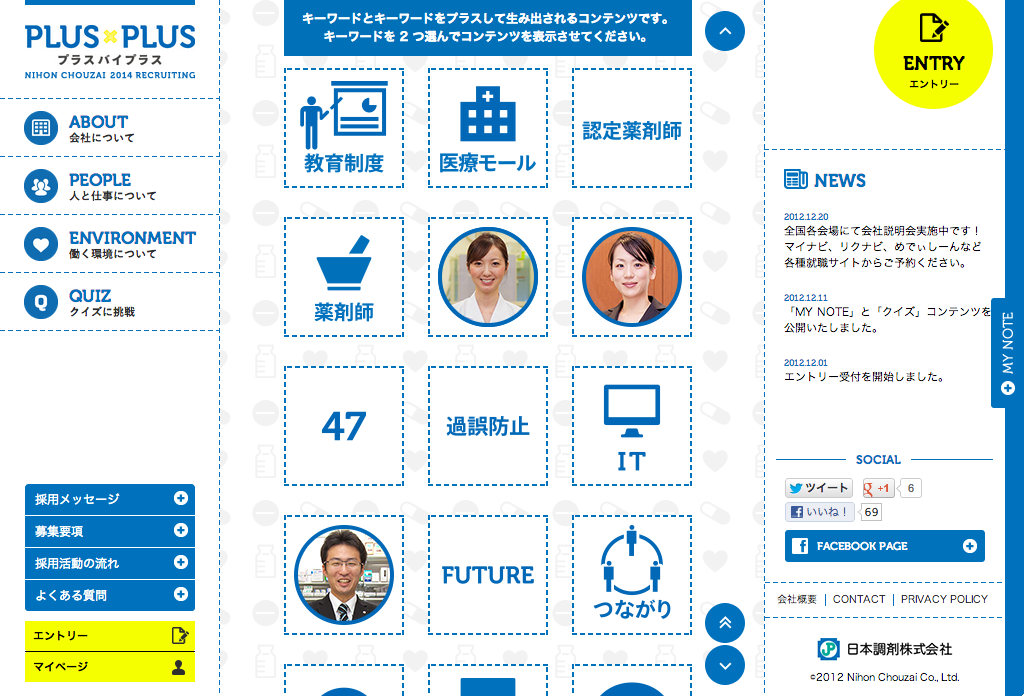 PLUS×PLUS
プラスバイプラス
NIHON CHOUZAI 2014 RECRUITING
ABOUT
会社について
PEOPLE
人と仕事について
ENVIRONMENT
働く環境について
QUIZ
クイズに挑戦
採用メッセージ
募集要項
採用活動の流れ
よくある質問
エントリー
マイページ
キーワードとキーワードをプラスして生み出されるコンテンツです。
キーワードを 2 つ選んでコンテンツを表示させてください。
教育制度
医療モール
認定薬剤師
薬剤師
47
過誤防止
IT
FUTURE
つながり
ENTRY
エントリー
NEWS
2012.12.20
全国各会場にて会社説明会実施中です！
マイナビ、リクナビ、めでぃしーんなど
各種就職サイトからご予約ください。
2012.12.11
「MY NOTE」と「クイズ」コンテンツを
公開いたしました。
2012.12.01
エントリー受付を開始しました。
MY NOTE
SOCIAL
ツイート
g +1 6
いいね！ 69
FACEBOOK PAGE
会社概要 | CONTACT | PRIVACY POLICY
日本調剤株式会社
©2012 Nihon Chouzai Co., Ltd.